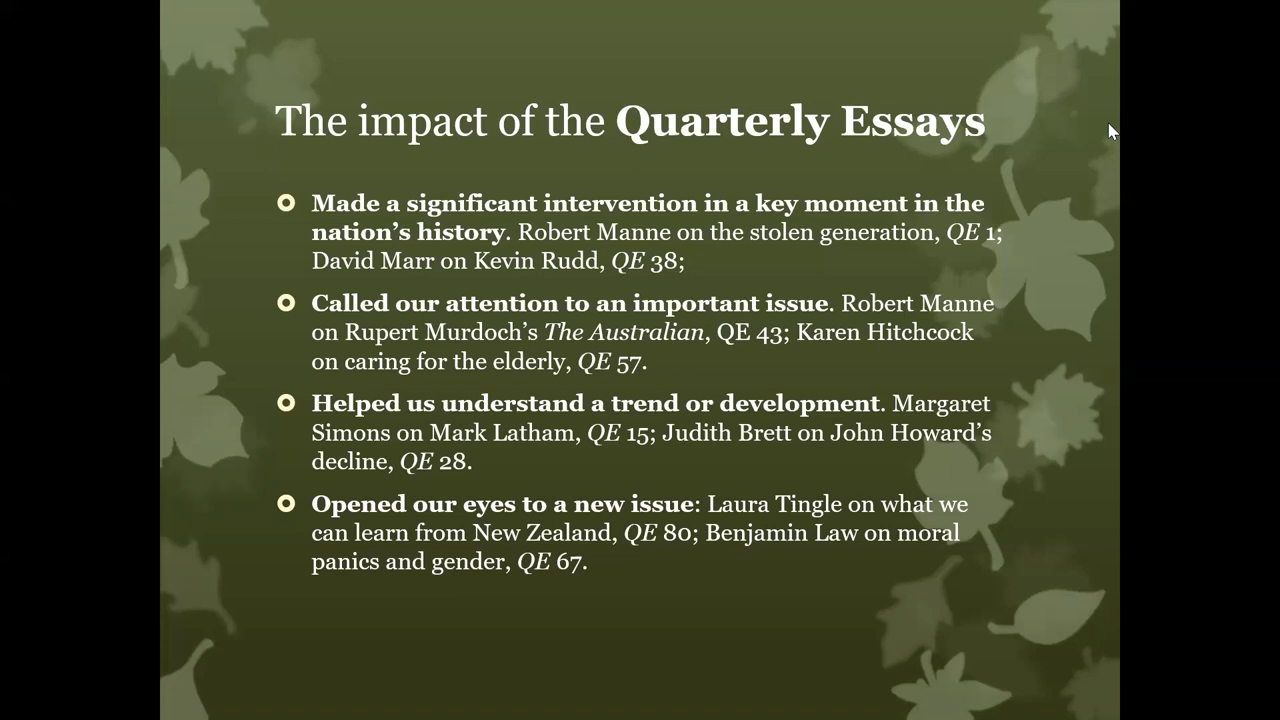 The impact of the Quarterly Essays
Made a significant intervention in a key moment in the
nation’s history. Robert Manne on the stolen generation, QE 1;
David Marr on Kevin Rudd, QE 38;
Called our attention to an important issue. Robert Manne
on Rupert Murdoch’s The Australian, QE 43; Karen Hitchcock
on caring for the elderly, QE 57.
Helped us understand a trend or development. Margaret
Simons on Mark Latham, QE 15; Judith Brett on John Howard’s
decline, QE 28.
Opened our eyes to a new issue: Laura Tingle on what we
can learn from New Zealand, QE 80; Benjamin Law on moral
panics and gender, QE 67.